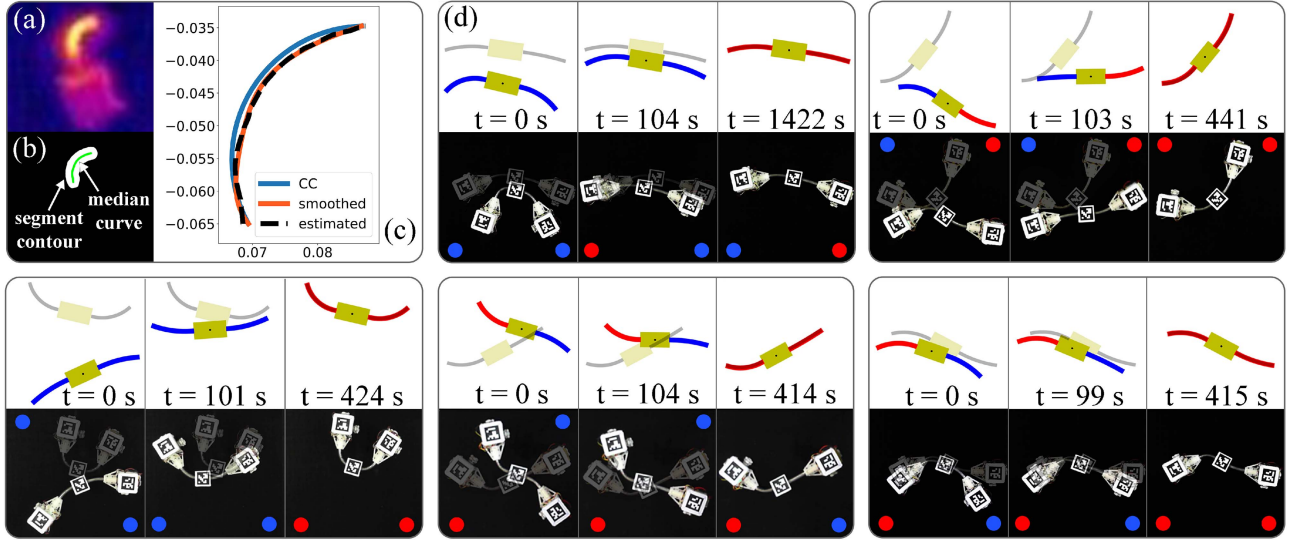 (a)
(b)
segment
contour
median
curve
−0.035
−0.040
−0.045
−0.050
−0.055
−0.060
−0.065
0.07
0.08
CC
smoothed
estimated
(c)
(d)
t = 0 s
t = 104 s
t = 1422 s
t = 0 s
t = 103 s
t = 441 s
t = 0 s
t = 101 s
t = 424 s
t = 0 s
t = 104 s
t = 414 s
t = 0 s
t = 99 s
t = 415 s